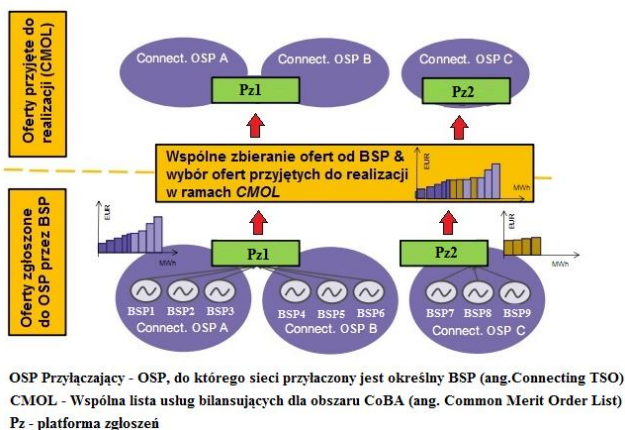 Oferty przyjęte do
realizacji (CMOL)
Connect. OSP A
Connect. OSP B
Connect. OSP C
Pz1
Pz2
Wspólne zbieranie ofert od BSP &
wybór ofert przyjętych do realizacji
w ramach CMOL
EUR
MWh
Oferty zgłoszone
do OSP przez BSP
EUR
MWh
EUR
MWh
Pz1
Pz2
BSP1 BSP2 BSP3
BSP4 BSP5 BSP6
BSP7 BSP8 BSP9
Connect. OSP A
Connect. OSP B
Connect. OSP C
OSP Przyłączający - OSP, do którego sieci przyłaczony jest określny BSP (ang.Connecting TSO)
CMOL - Wspólna lista usług bilansujących dla obszaru CoBA (ang. Common Merit Order List)
Pz - platforma zgłoszeń